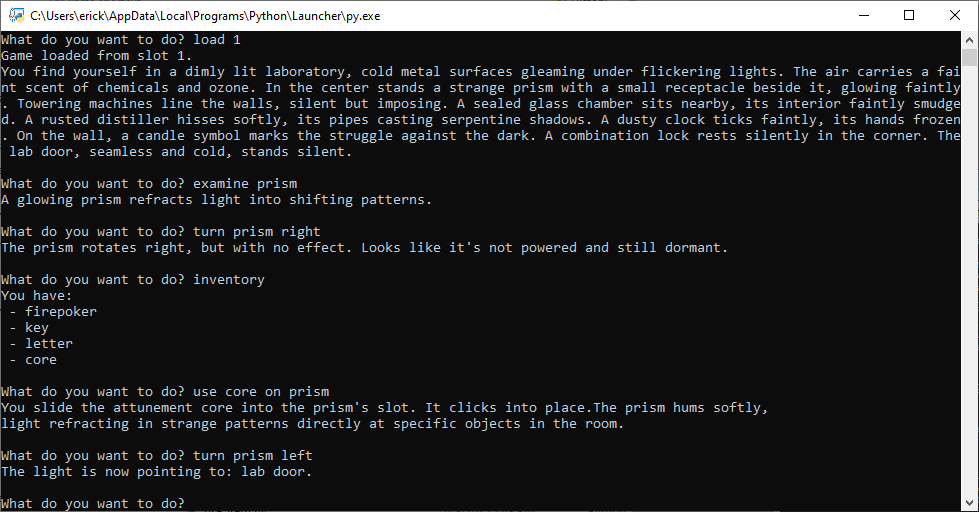 C:\Users\erick\AppData\Local\Programs\Python\Launcher\py.exe
What do you want to do? load 1
Game loaded from slot 1.
You find yourself in a dimly lit laboratory, cold metal surfaces gleaming under flickering lights. The air carries a fai
nt scent of chemicals and ozone. In the center stands a strange prism with a small receptacle beside it, glowing faintly
. Towering machines line the walls, silent but imposing. A sealed glass chamber sits nearby, its interior faintly smudge
d. A rusted distiller hisses softly, its pipes casting serpentine shadows. A dusty clock ticks faintly, its hands frozen
. On the wall, a candle symbol marks the struggle against the dark. A combination lock rests silently in the corner. The
 lab door, seamless and cold, stands silent.
What do you want to do? examine prism
A glowing prism refracts light into shifting patterns.
What do you want to do? turn prism right
The prism rotates right, but with no effect. Looks like it's not powered and still dormant.
What do you want to do? inventory
You have:
 - firepoker
 - key
 - letter
 - core
What do you want to do? use core on prism
You slide the attunement core into the prism's slot. It clicks into place.The prism hums softly,
light refracting in strange patterns directly at specific objects in the room.
What do you want to do? turn prism left
The light is now pointing to: lab door.
What do you want to do?